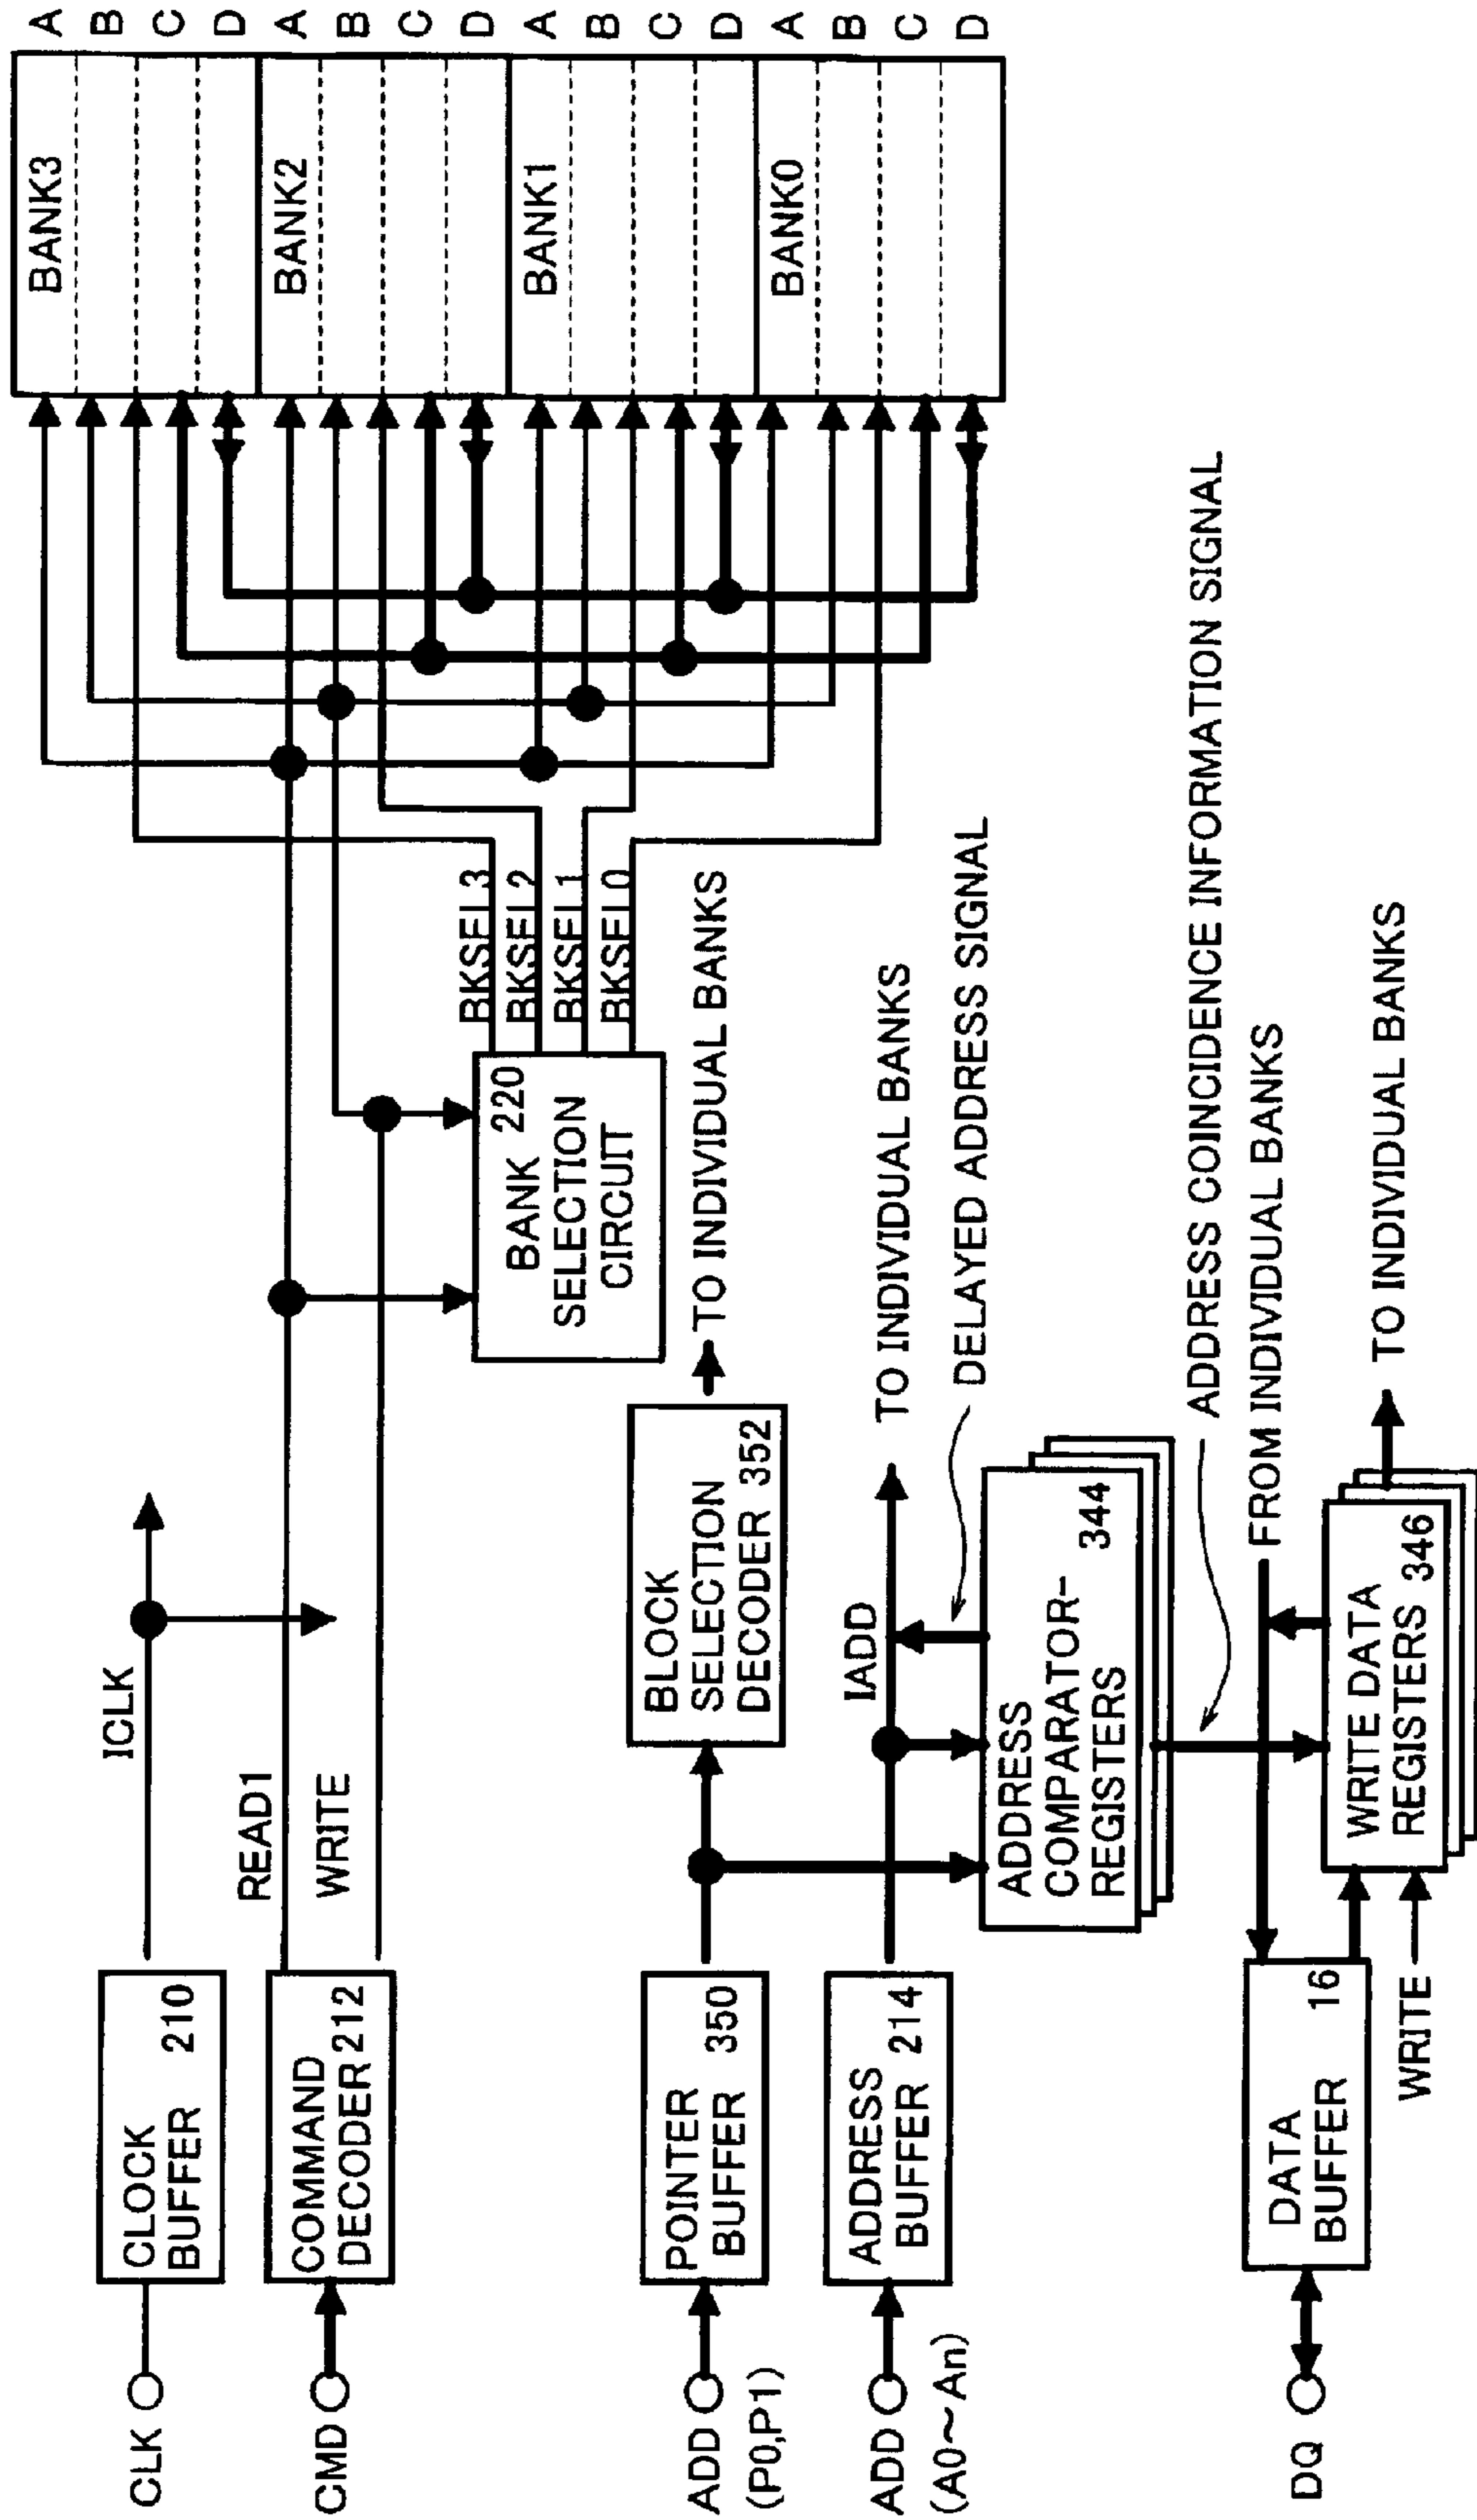 CLK
CLOCK
BUFFER 210
ICLK
CMD
COMMAND
DECODER 212
READ1
WRITE
BANK 220
SELECTION
CIRCUIT
BKSEL3
BKSEL2
BKSEL1
BKSEL0
BANK3
A
B
C
D
BANK2
A
B
C
D
BANK1
A
B
C
D
BANK0
A
B
C
D
ADD
(P0,P1)
POINTER
BUFFER 350
BLOCK
SELECTION
DECODER 352
TO INDIVIDUAL BANKS
ADD
(A0~An)
ADDRESS
BUFFER 214
IADD
TO INDIVIDUAL BANKS
DELAYED ADDRESS SIGNAL
ADDRESS
COMPARATOR-
REGISTERS 344
ADDRESS COINCIDENCE INFORMATION SIGNAL
FROM INDIVIDUAL BANKS
DQ
DATA
BUFFER 16
WRITE
WRITE DATA
REGISTERS 346
TO INDIVIDUAL BANKS